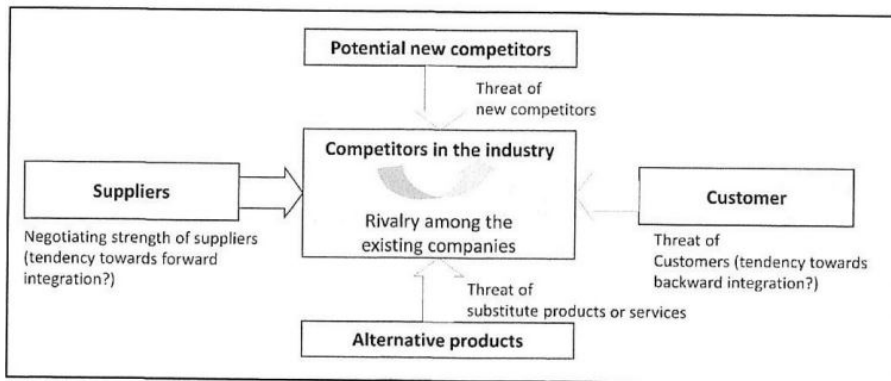 Potential new competitors
Threat of
new competitors
Competitors in the industry
Rivalry among the
existing companies
Suppliers
Negotiating strength of suppliers
(tendency towards forward
integration?)
Customer
Threat of
Customers (tendency towards
backward integration?)
Threat of
substitute products or services
Alternative products